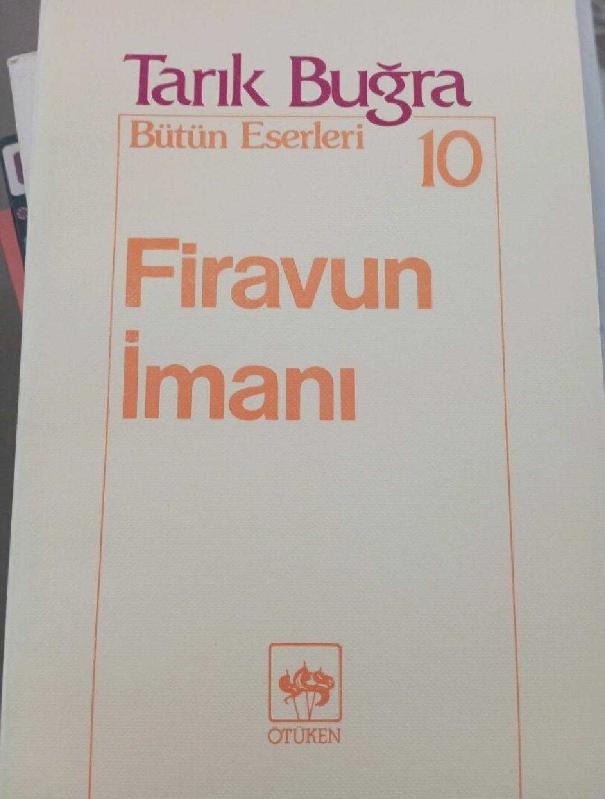 Tarık Buğra
Bütün Eserleri 10
Firavun
İmanı
ÖTÜKEN